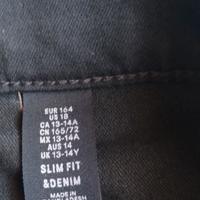 EUR 164
US 18
CA 13-14A
CN 165/72
MX 13-14A
AUS 14
UK 13-14Y
SLIM FIT
&DENIM
MADE IN
BANGLADESH